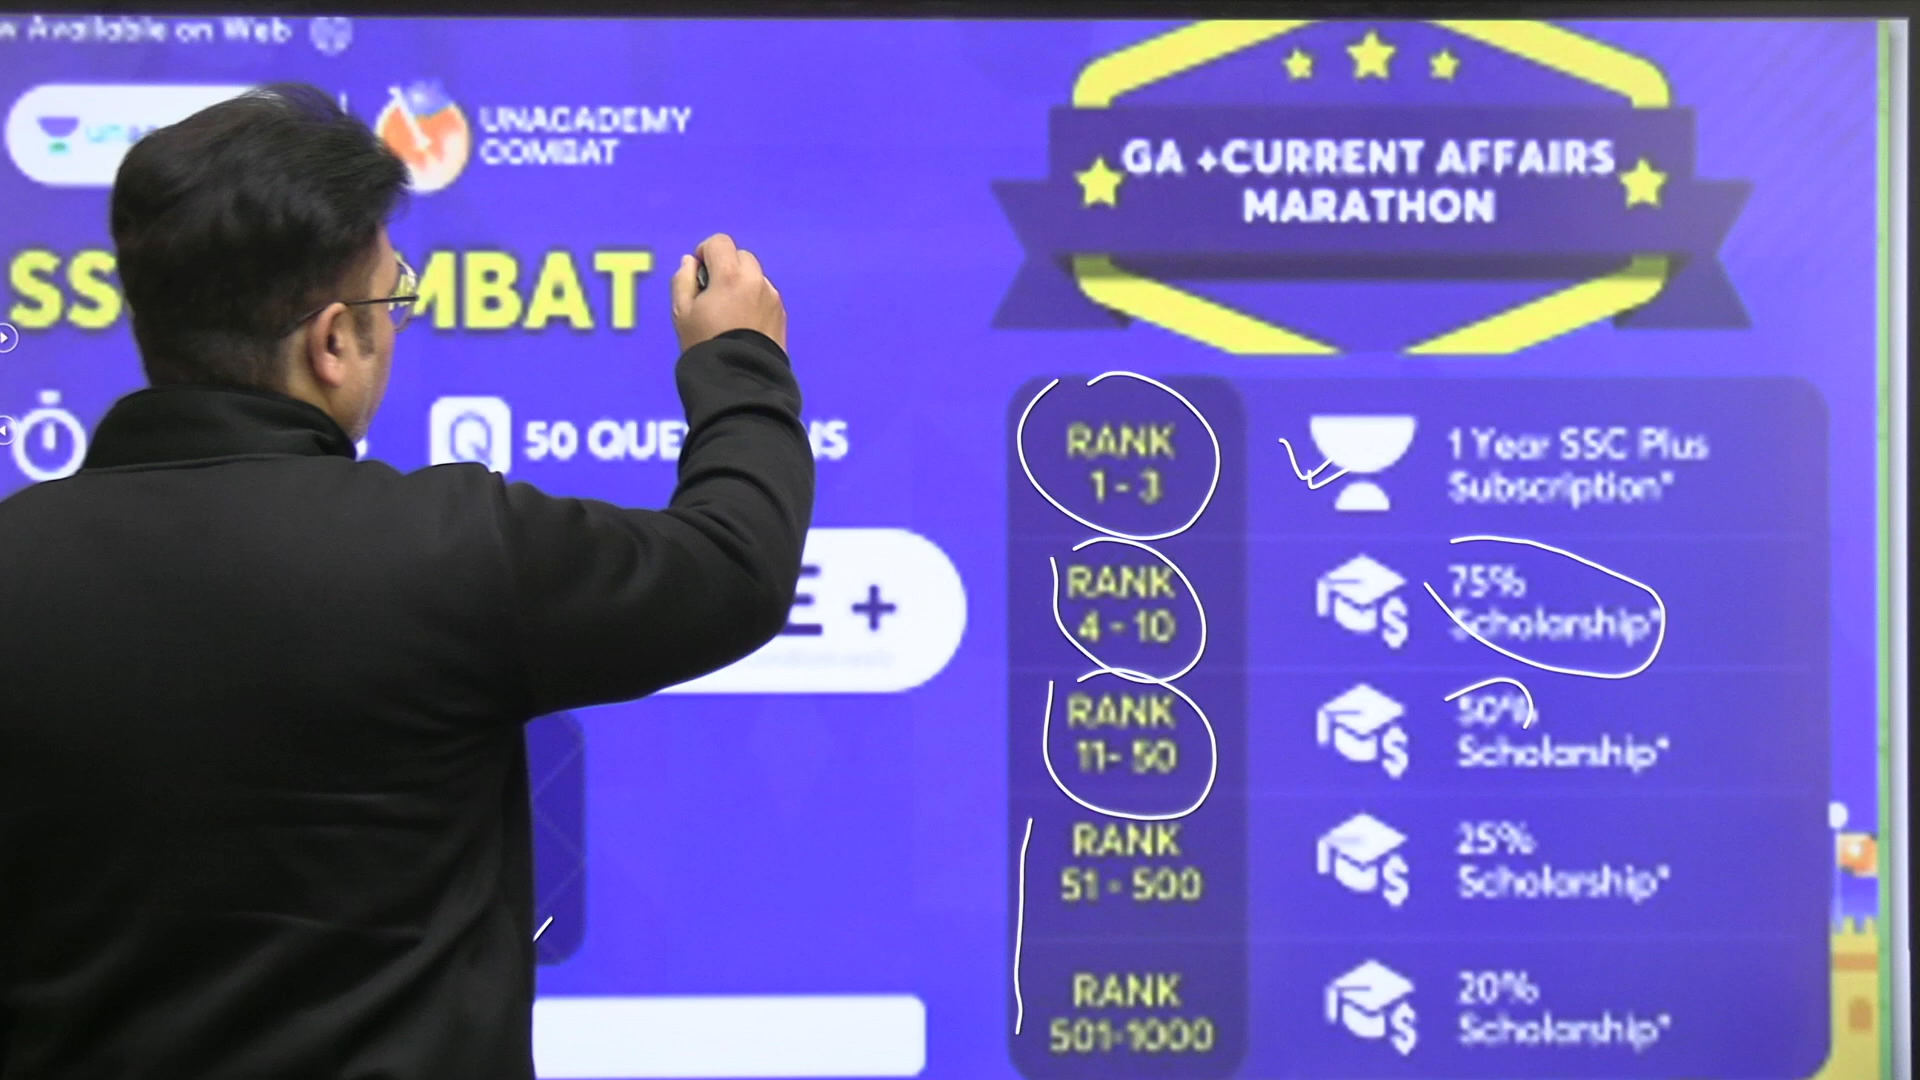 Available on Web
UNACADEMY
COMBAT
GA +CURRENT AFFAIRS
MARATHON
MBAT
50
RANK
1 - 3
1 Year SSC Plus
Subscription*
RANK
4 - 10
75%
Scholarship*
RANK
11- 50
50%
Scholarship*
RANK
51 - 500
25%
Scholarship*
RANK
501-1000
20%
Scholarship*